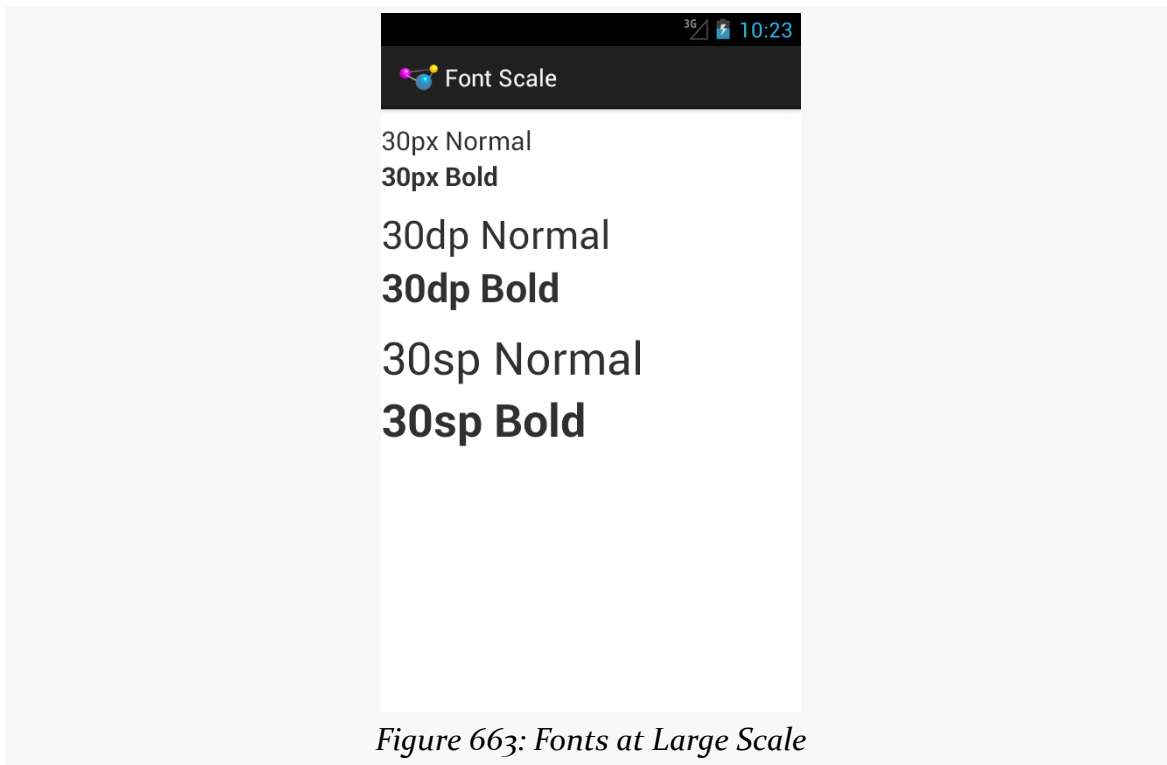 3G 10:23
Font Scale
30px Normal
30px Bold
30dp Normal
30dp Bold
30sp Normal
30sp Bold
Figure 663: Fonts at Large Scale